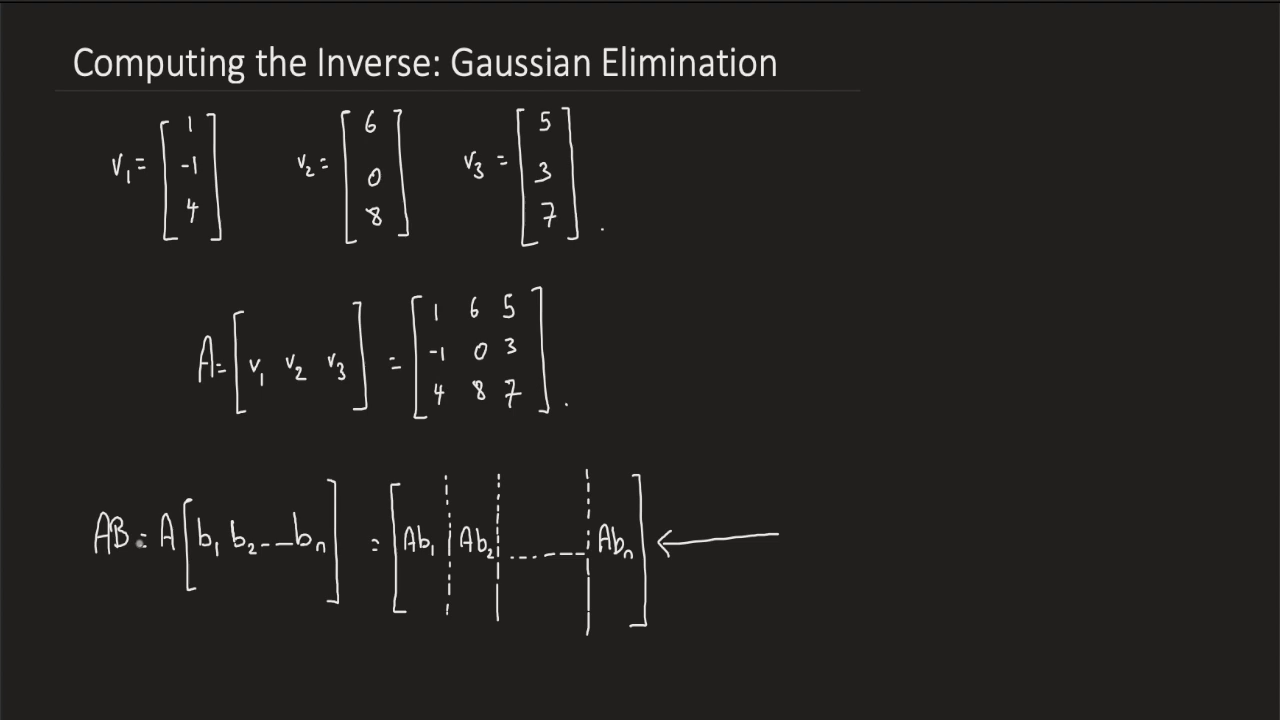 Computing the Inverse: Gaussian Elimination
v₁ = [1 -1 4] v₂ = [6 0 8] v₃ = [5 3 7].
A = [v₁ v₂ v₃] = [1 6 5
-1 0 3
4 8 7].
AB = A[b₁ b₂ --- bₙ] = [Ab₁ ¦ Ab₂ ¦ ...---- ¦ Abₙ] ←